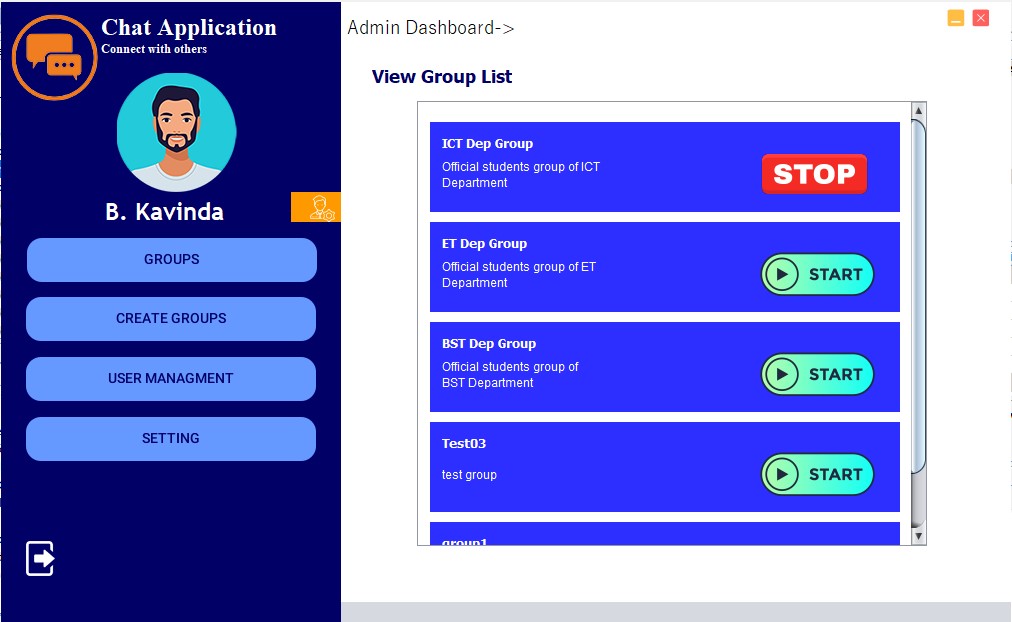 Chat Application
Connect with others
B. Kavinda
GROUPS
CREATE GROUPS
USER MANAGMENT
SETTING
Admin Dashboard->
View Group List
ICT Dep Group
Official students group of ICT
Department
STOP
ET Dep Group
Official students group of ET
Department
START
BST Dep Group
Official students group of
BST Department
START
Test03
test group
START
group1